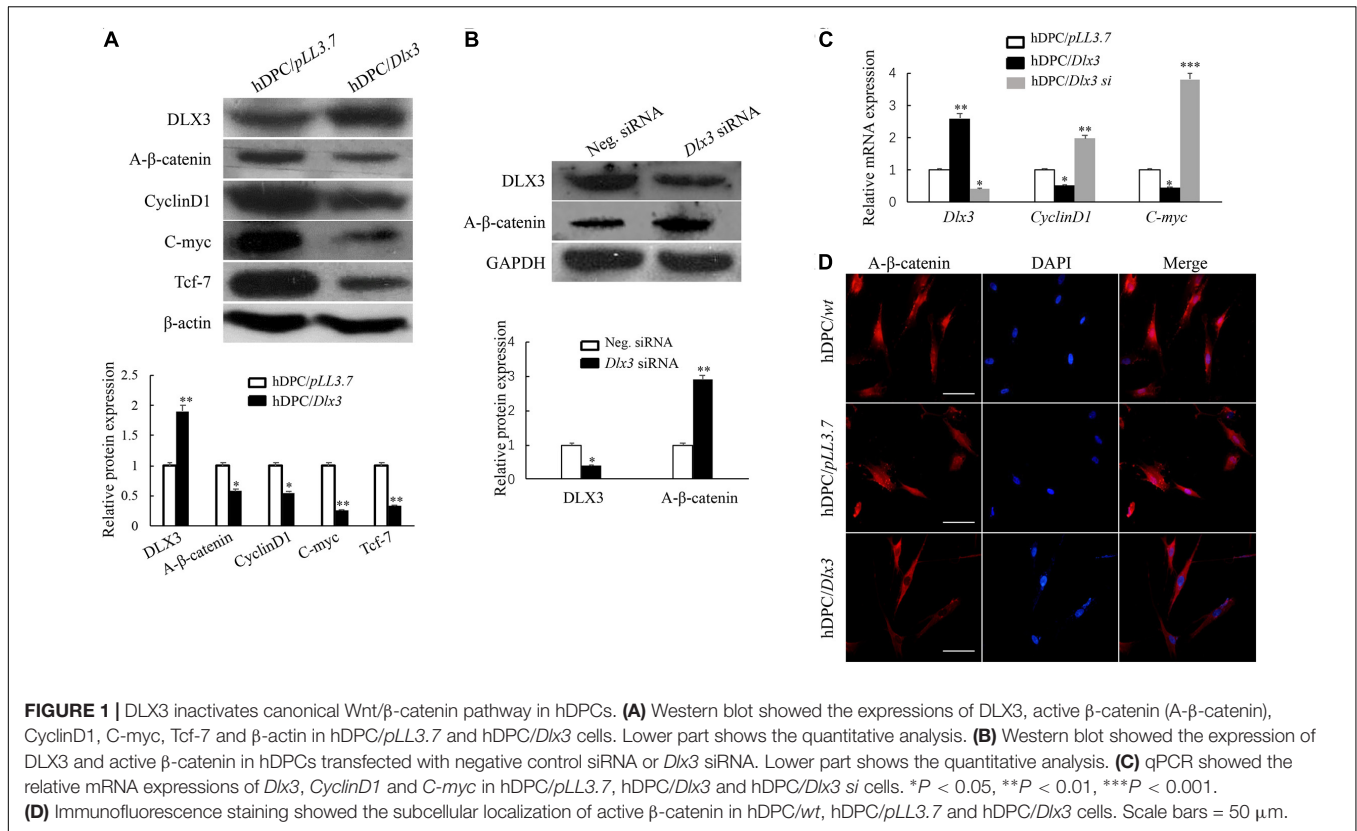 A
hDPC/pLL3.7
hDPC/Dlx3
DLX3
A-β-catenin
CyclinD1
C-myc
Tcf-7
β-actin
Relative protein expression
2.5
2
1.5
1
0.5
0
hDPC/pLL3.7
hDPC/Dlx3
**
*
*
**
**
DLX3
A-β-catenin
CyclinD1
C-myc
Tcf-7
B
Neg. siRNA
Dlx3 siRNA
DLX3
A-β-catenin
GAPDH
Relative protein expression
4
3
2
1
0
Neg. siRNA
Dlx3 siRNA
*
**
DLX3
A-β-catenin
C
hDPC/pLL3.7
hDPC/Dlx3
hDPC/Dlx3 si
Relative mRNA expression
4
2
0
**
*
*
**
*
***
Dlx3
CyclinD1
C-myc
D
A-β-catenin
DAPI
Merge
hDPC/wt
hDPC/pLL3.7
hDPC/Dlx3
FIGURE 1 | DLX3 inactivates canonical Wnt/β-catenin pathway in hDPCs. (A) Western blot showed the expressions of DLX3, active β-catenin (A-β-catenin),
CyclinD1, C-myc, Tcf-7 and β-actin in hDPC/pLL3.7 and hDPC/Dlx3 cells. Lower part shows the quantitative analysis. (B) Western blot showed the expression of
DLX3 and active β-catenin in hDPCs transfected with negative control siRNA or Dlx3 siRNA. Lower part shows the quantitative analysis. (C) qPCR showed the
relative mRNA expressions of Dlx3, CyclinD1 and C-myc in hDPC/pLL3.7, hDPC/Dlx3 and hDPC/Dlx3 si cells. *P < 0.05, **P < 0.01, ***P < 0.001.
(D) Immunofluorescence staining showed the subcellular localization of active β-catenin in hDPC/wt, hDPC/pLL3.7 and hDPC/Dlx3 cells. Scale bars = 50 μm.